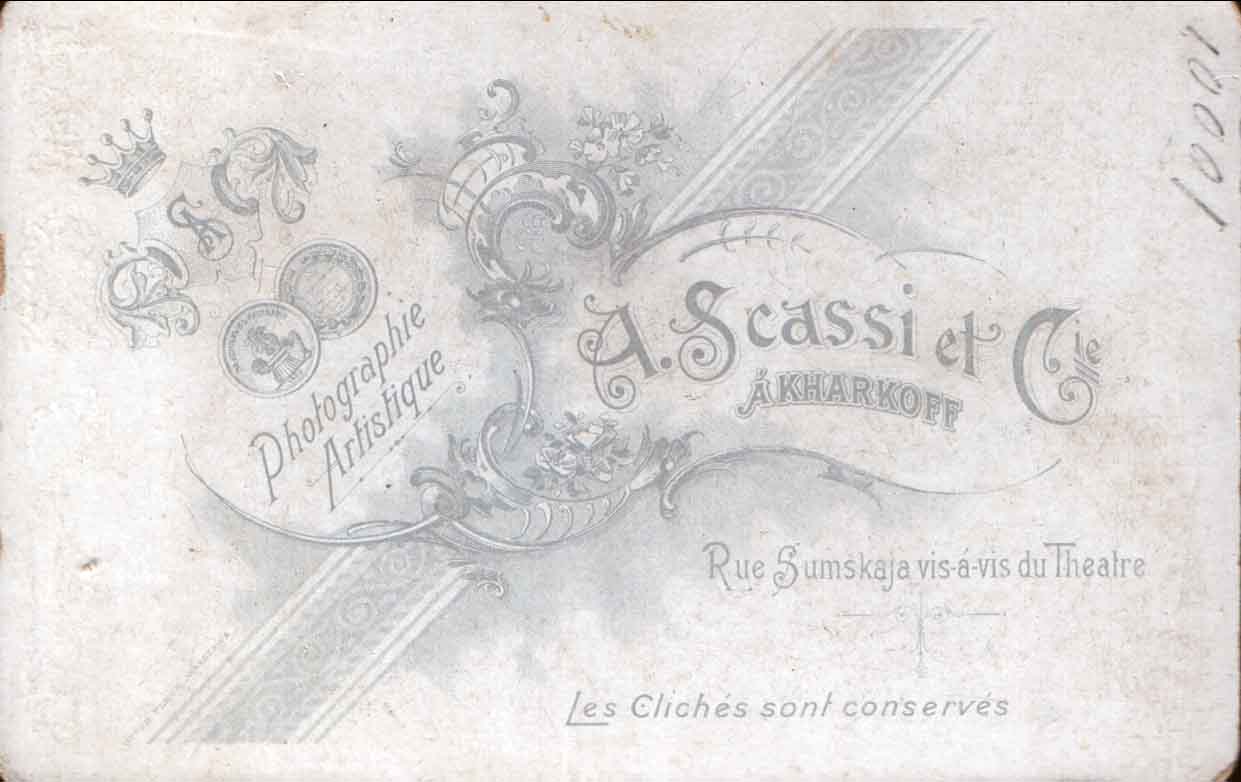 Photographie
Artistique
A. Scassi et Cie
Á KHARKOFF
Rue Sumskaja vis-á-vis du Theatre
Les Clichés sont conservés
10001